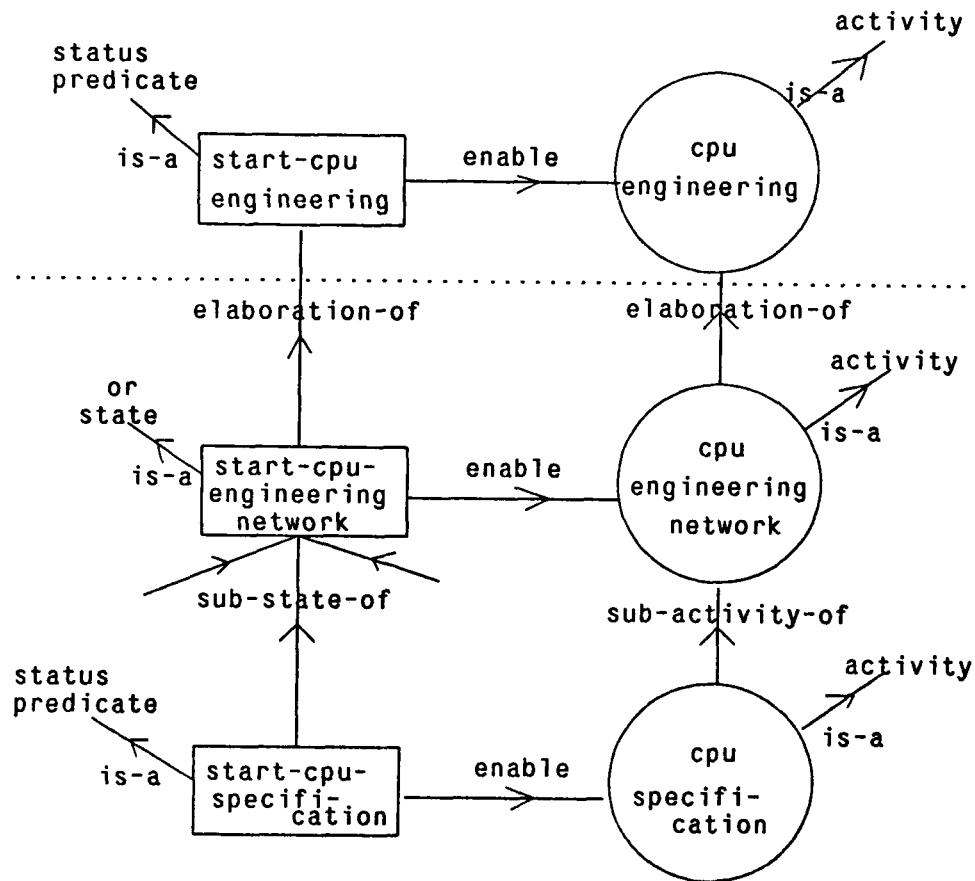 activity
status
predicate
is-a
is-a
start-cpu
engineering
enable
cpu
engineering
elaboration-of
elaboration-of
or
state
is-a
activity
is-a
start-cpu-
engineering
network
enable
cpu
engineering
network
sub-state-of
sub-activity-of
status
predicate
is-a
activity
is-a
start-cpu-
specifi-
cation
enable
cpu
specifi-
cation